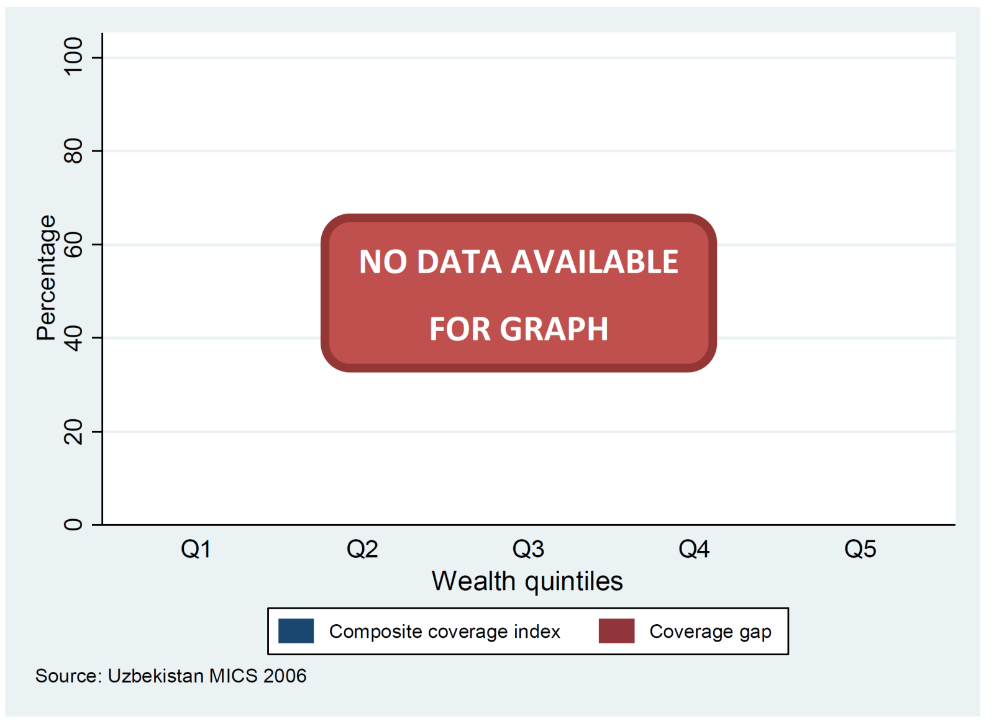 100
80
60
40
20
0
Percentage
NO DATA AVAILABLE
FOR GRAPH
Q1 Q2 Q3 Q4 Q5
Wealth quintiles
Composite coverage index Coverage gap
Source: Uzbekistan MICS 2006